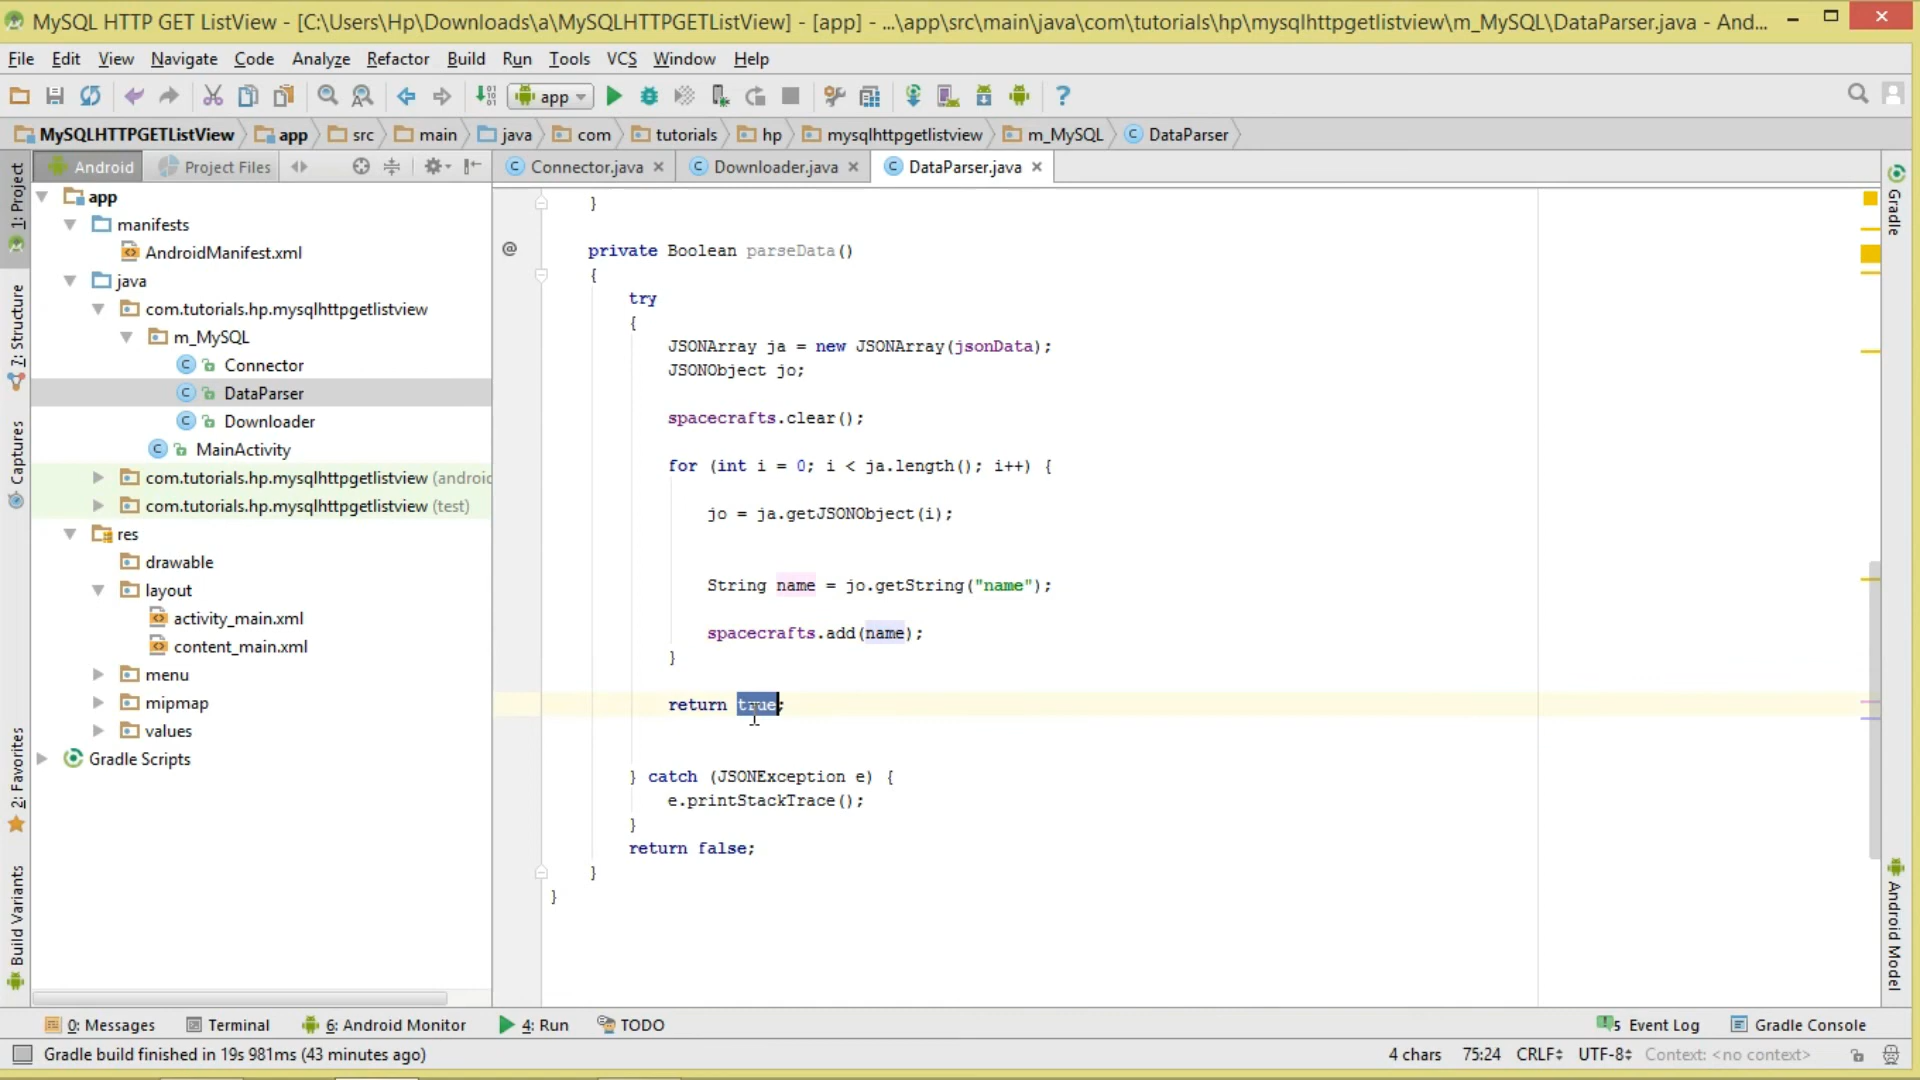 MySQL HTTP GET ListView - [C:\Users\Hp\Downloads\a\MySQLHTTPGETListView] - [app] - ...\app\src\main\java\com\tutorials\hp\mysqlhttpgetlistview\m_MySQL\DataParser.java - And...
File Edit View Navigate Code Analyze Refactor Build Run Tools VCS Window Help
app
MySQLHTTPGETListView app src main java com tutorials hp mysqlhttpgetlistview m_MySQL DataParser
Android Project Files
Connector.java Downloader.java DataParser.java
1: Project
7: Structure
Captures
2: Favorites
Build Variants
app
manifests
AndroidManifest.xml
java
com.tutorials.hp.mysqlhttpgetlistview
m_MySQL
Connector
DataParser
Downloader
MainActivity
com.tutorials.hp.mysqlhttpgetlistview (androic
com.tutorials.hp.mysqlhttpgetlistview (test)
res
drawable
layout
activity_main.xml
content_main.xml
menu
mipmap
values
Gradle Scripts
}
@ private Boolean parseData()
{
try
{
JSONArray ja = new JSONArray(jsonData);
JSONObject jo;
spacecrafts.clear();
for (int i = 0; i < ja.length(); i++) {
jo = ja.getJSONObject(i);
String name = jo.getString("name");
spacecrafts.add(name);
}
return true;
} catch (JSONException e) {
e.printStackTrace();
}
return false;
}
}
Gradle
Android Model
0: Messages Terminal 6: Android Monitor 4: Run TODO
5 Event Log Gradle Console
Gradle build finished in 19s 981ms (43 minutes ago)
4 chars 75:24 CRLF UTF-8 Context: <no context>